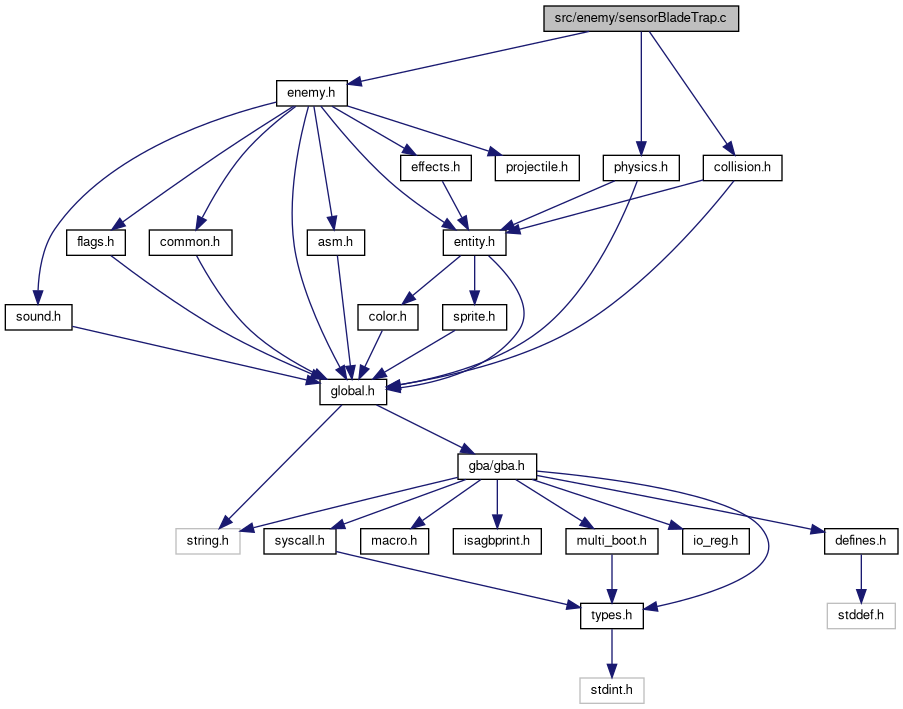 src/enemy/sensorBladeTrap.c
enemy.h
effects.h
projectile.h
physics.h
collision.h
flags.h
common.h
asm.h
entity.h
sound.h
color.h
sprite.h
global.h
gba/gba.h
string.h
syscall.h
macro.h
isagbprint.h
multi_boot.h
io_reg.h
defines.h
types.h
stddef.h
stdint.h